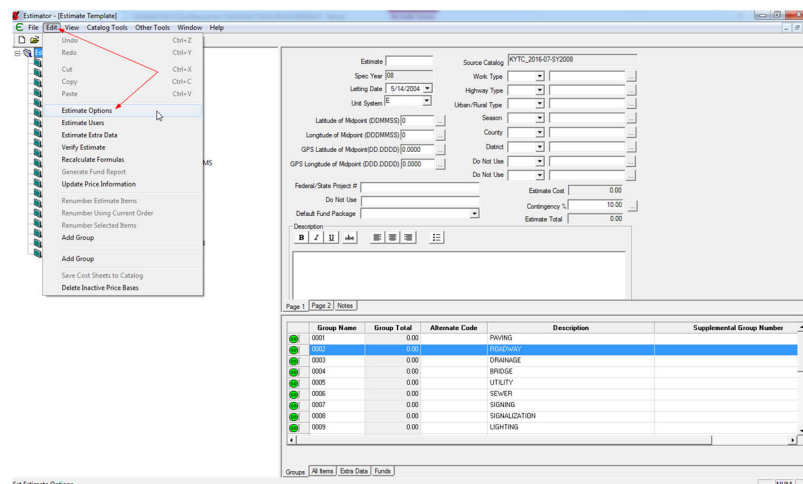 Estimator - [Estimate Template]
File Edit View Catalog Tools Other Tools Window Help
Undo Ctrl+Z
Redo Ctrl+Y
Cut Ctrl+X
Copy Ctrl+C
Paste Ctrl+V
Estimate Options
Estimate Users
Estimate Extra Data
Verify Estimate
Recalculate Formulas
Generate Fund Report
Update Price Information
Renumber Estimate Items
Renumber Using Current Order
Renumber Selected Items
Add Group
Add Group
Save Cost Sheets to Catalog
Delete Inactive Price Bases
MS
N
Estimate Source Catalog KYTC_2016-07-SY2008
Spec Year 08 Work Type
Letting Date 5/14/2004 Highway Type
Unit System E Urban/Rural Type
Latitude of Midpoint (DDMMSS) 0 Season
Longitude of Midpoint (DDDMMSS) 0 County
GPS Latitude of Midpoint(DD.DDDD) 0.0000 District
GPS Longitude of Midpoint (DDD.DDDD) 0.0000 Do Not Use
Do Not Use
Federal/State Project # Estimate Cost 0.00
Do Not Use Contingency % 10.00
Default Fund Package Estimate Total 0.00
Description
B I U abc
Page 1 Page 2 Notes
Group Name Group Total Alternate Code Description Supplemental Group Number
0001 0.00 PAVING
0002 0.00 ROADWAY
0003 0.00 DRAINAGE
0004 0.00 BRIDGE
0005 0.00 UTILITY
0006 0.00 SEWER
0007 0.00 SIGNING
0008 0.00 SIGNALIZATION
0009 0.00 LIGHTING
Groups All Items Extra Data Funds
Set Estimate Options NUM